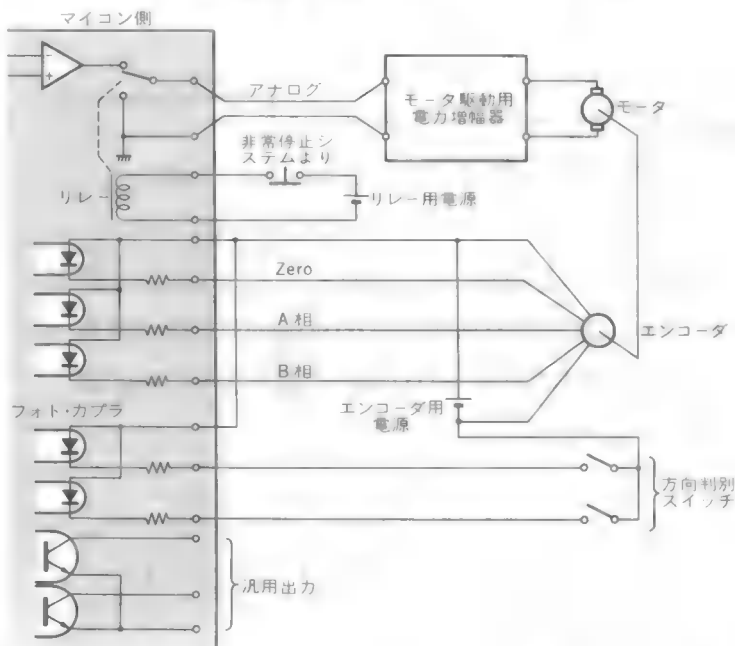 マイコン側
アナログ
モータ駆動用
電力増幅器
モータ
非常停止シ
ステムより
リレー
リレー用電源
Zero
A相
エンコーダ
B相
エンコーダ用
電源
フォト・カプラ
方向判別
スイッチ
汎用出力